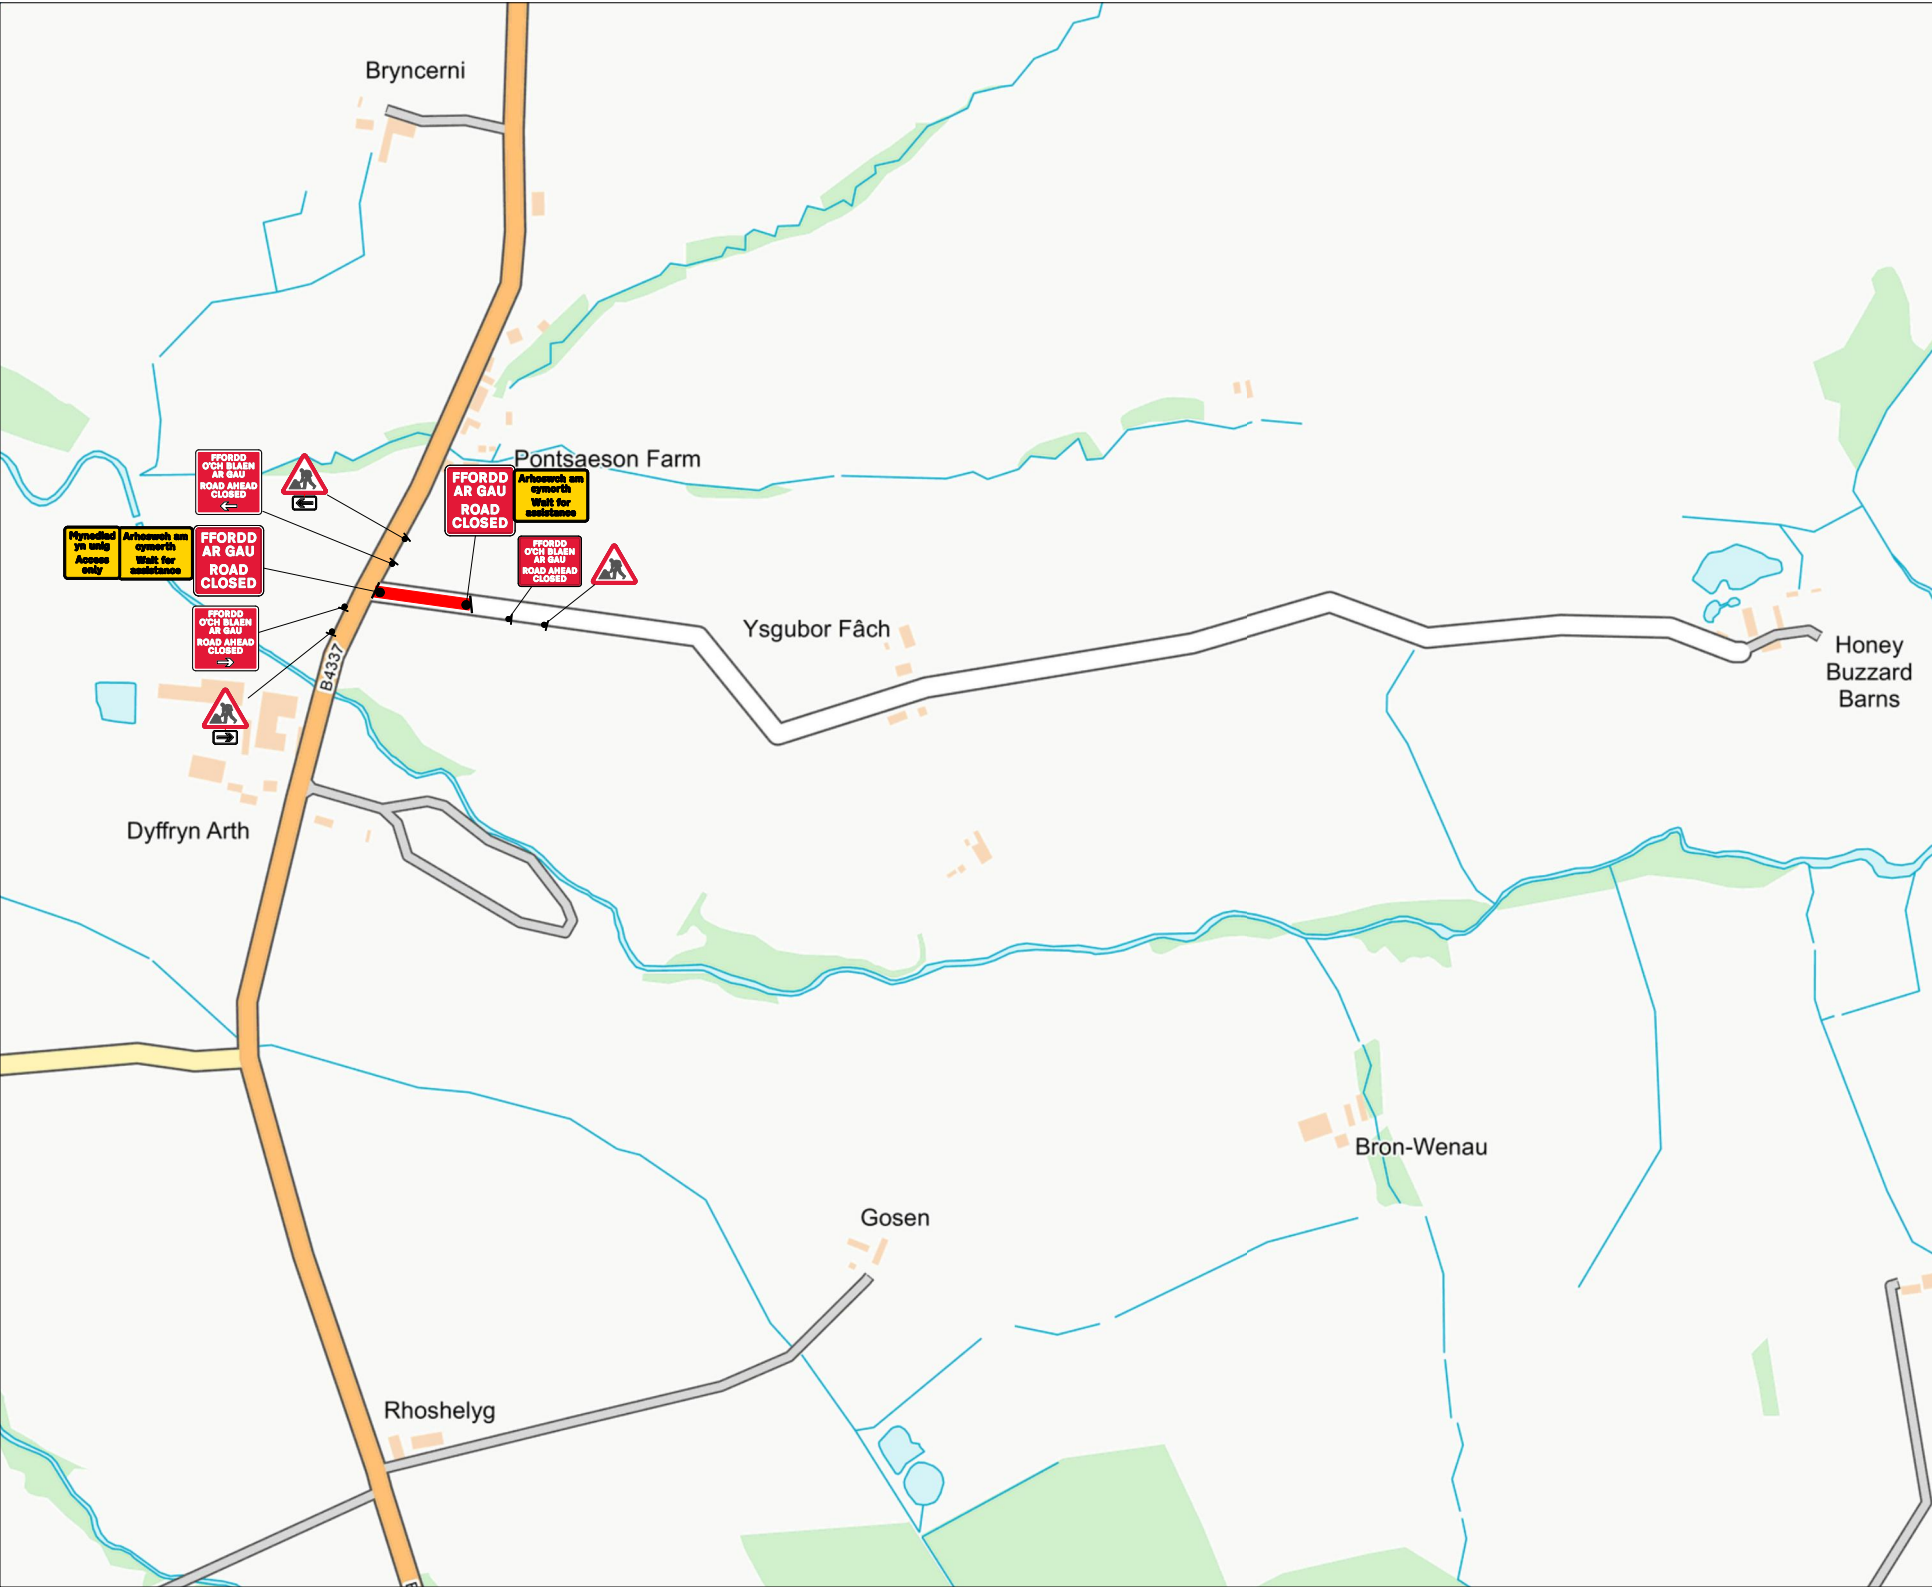 Bryncerni
Pontsaeson Farm
FFORDD
O'CH BLAEN
AR GAU
ROAD AHEAD
CLOSED
FFORDD
AR GAU
ROAD
CLOSED
Arhoswch am
cymorth
Wait for
assistance
Mynediad
yn unig
Access
only
Arhoswch am
cymorth
Wait for
assistance
FFORDD
AR GAU
ROAD
CLOSED
FFORDD
O'CH BLAEN
AR GAU
ROAD AHEAD
CLOSED
FFORDD
O'CH BLAEN
AR GAU
ROAD AHEAD
CLOSED
B4337
Ysgubor Fâch
Honey
Buzzard
Barns
Dyffryn Arth
Bron-Wenau
Gosen
Rhoshelyg